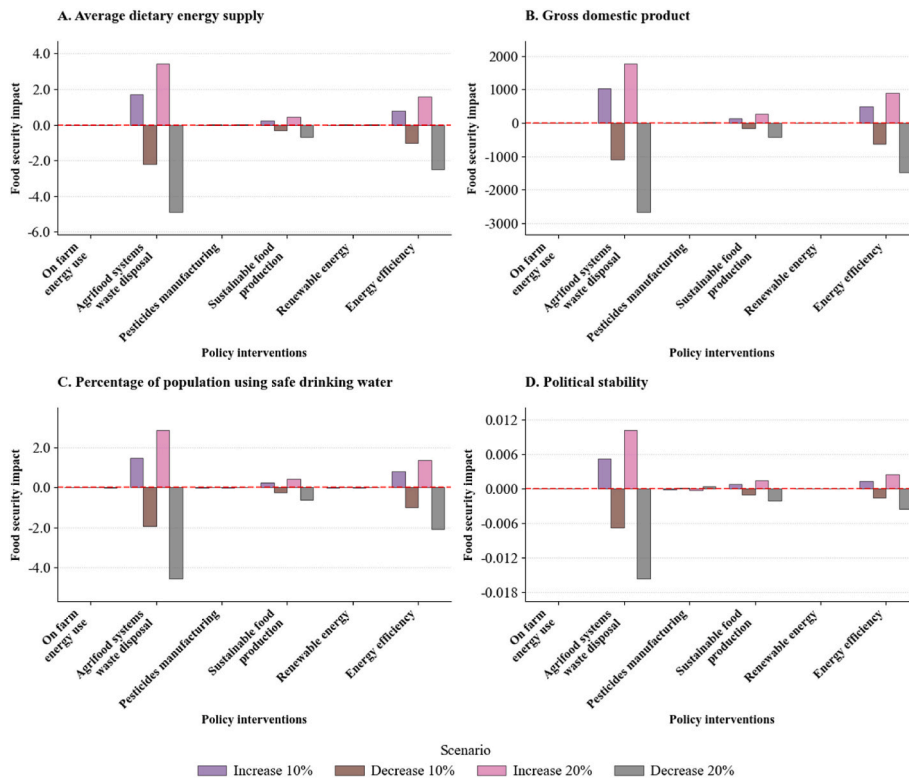 A. Average dietary energy supply
Food security impact
4.0
2.0
0.0
-2.0
-4.0
-6.0
On farm
energy use
Agrifood systems
waste disposal
Pesticides manufacturing
Sustainable food
production
Renewable energy
Energy efficiency
Policy interventions
B. Gross domestic product
Food security impact
2000
1000
0
-1000
-2000
-3000
On farm
energy use
Agrifood systems
waste disposal
Pesticides manufacturing
Sustainable food
production
Renewable energy
Energy efficiency
Policy interventions
C. Percentage of population using safe drinking water
Food security impact
2.0
0.0
-2.0
-4.0
On farm
energy use
Agrifood systems
waste disposal
Pesticides manufacturing
Sustainable food
production
Renewable energy
Energy efficiency
Policy interventions
D. Political stability
Food security impact
0.012
0.006
0.000
-0.006
-0.012
-0.018
On farm
energy use
Agrifood systems
waste disposal
Pesticides manufacturing
Sustainable food
production
Renewable energy
Energy efficiency
Policy interventions
Scenario
Increase 10%
Decrease 10%
Increase 20%
Decrease 20%